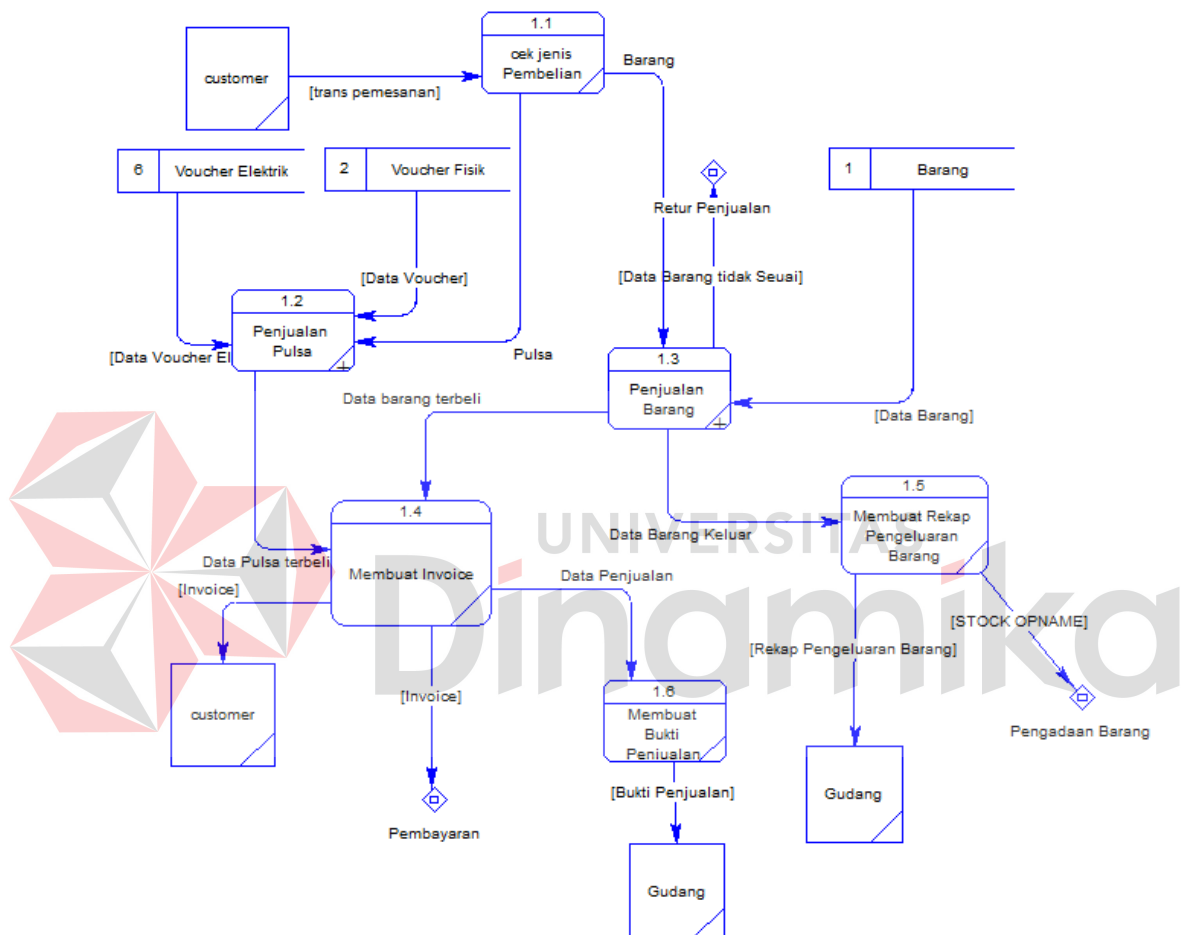 1.1
cek jenis
Pembelian
customer
[trans pemesanan]
Barang
6
Voucher Elektrik
2
Voucher Fisik
1
Barang
Retur Penjualan
[Data Voucher]
[Data Barang tidak Seuai]
1.2
Penjualan
Pulsa
[Data Voucher El
Pulsa
1.3
Penjualan
Barang
Data barang terbeli
[Data Barang]
1.4
Membuat Invoice
1.5
Membuat Rekap
Pengeluaran
Barang
UNIVERSITAS
Dinamika
Data Barang Keluar
Data Pulsa terbeli
[Invoice]
Data Penjualan
[STOCK OPNAME]
[Rekap Pengeluaran Barang]
customer
[Invoice]
1.6
Membuat
Bukti
Penjualan
Pengadaan Barang
[Bukti Penjualan]
Gudang
Pembayaran
Gudang